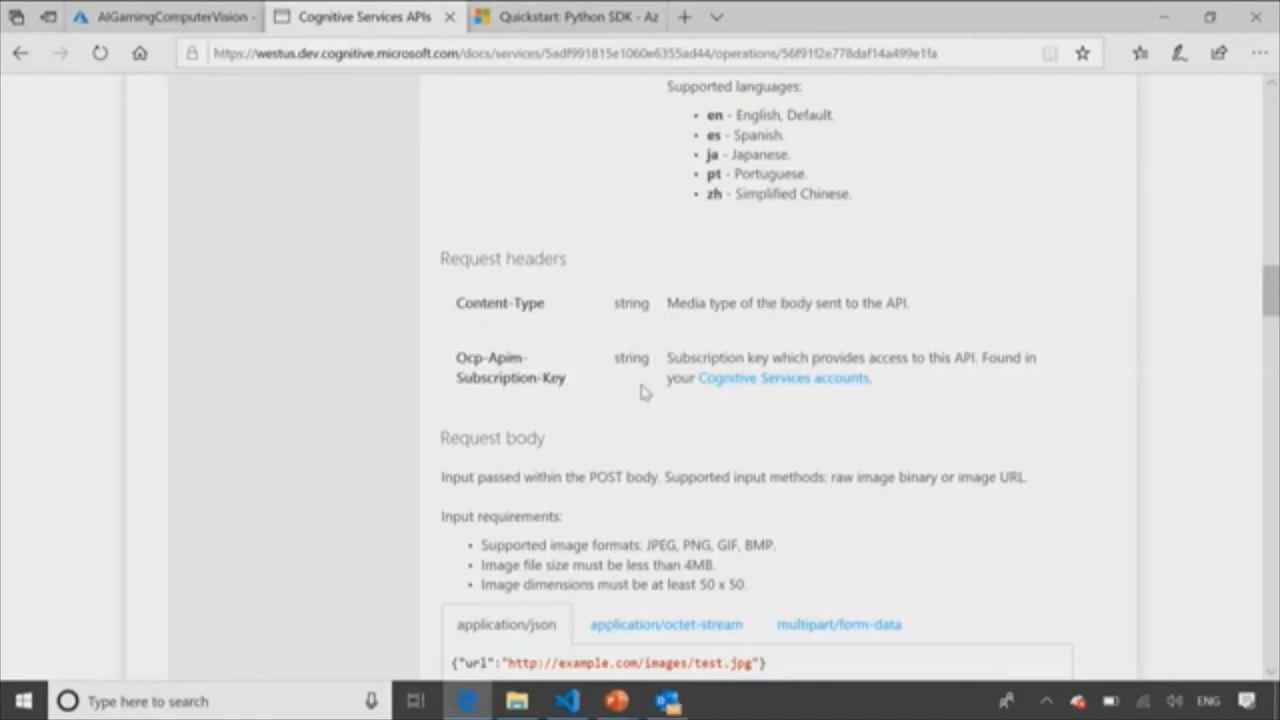 AIGamingComputerVision -
Cognitive Services APIs
Quickstart: Python SDK - Az
https://westus.dev.cognitive.microsoft.com/docs/services/5adf991815e1060e6355ad44/operations/56f91f2e778daf14a499e1fa
Supported languages:
• en - English, Default.
• es - Spanish.
• ja - Japanese.
• pt - Portuguese.
• zh - Simplified Chinese.
Request headers
Content-Type string Media type of the body sent to the API.
Ocp-Apim- string Subscription key which provides access to this API. Found in
Subscription-Key your Cognitive Services accounts.
Request body
Input passed within the POST body. Supported input methods: raw image binary or image URL.
Input requirements:
• Supported image formats: JPEG, PNG, GIF, BMP.
• Image file size must be less than 4MB.
• Image dimensions must be at least 50 x 50.
application/json application/octet-stream multipart/form-data
{"url":"http://example.com/images/test.jpg"}
Type here to search
ENG